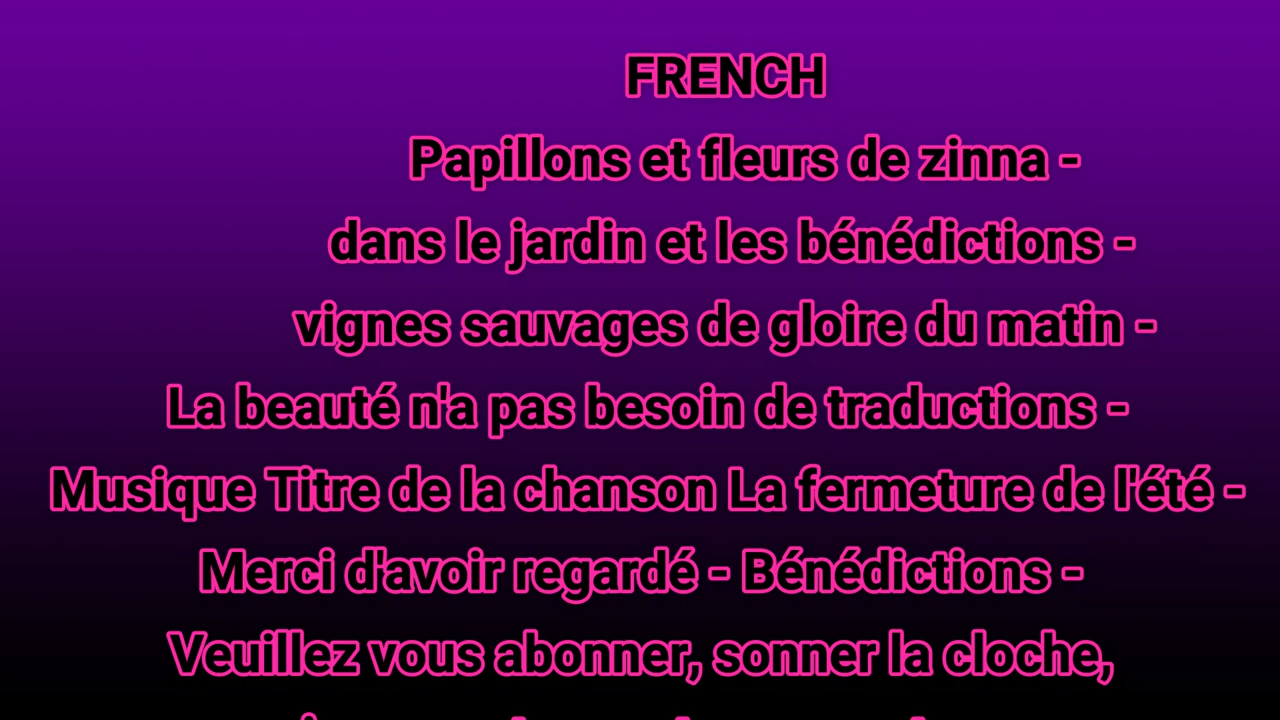 FRENCH
Papillons et fleurs de zinna -
dans le jardin et les bénédictions -
vignes sauvages de gloire du matin -
La beauté n'a pas besoin de traductions -
Musique Titre de la chanson La fermeture de l'été -
Merci d'avoir regardé - Bénédictions -
Veuillez vous abonner, sonner la cloche,